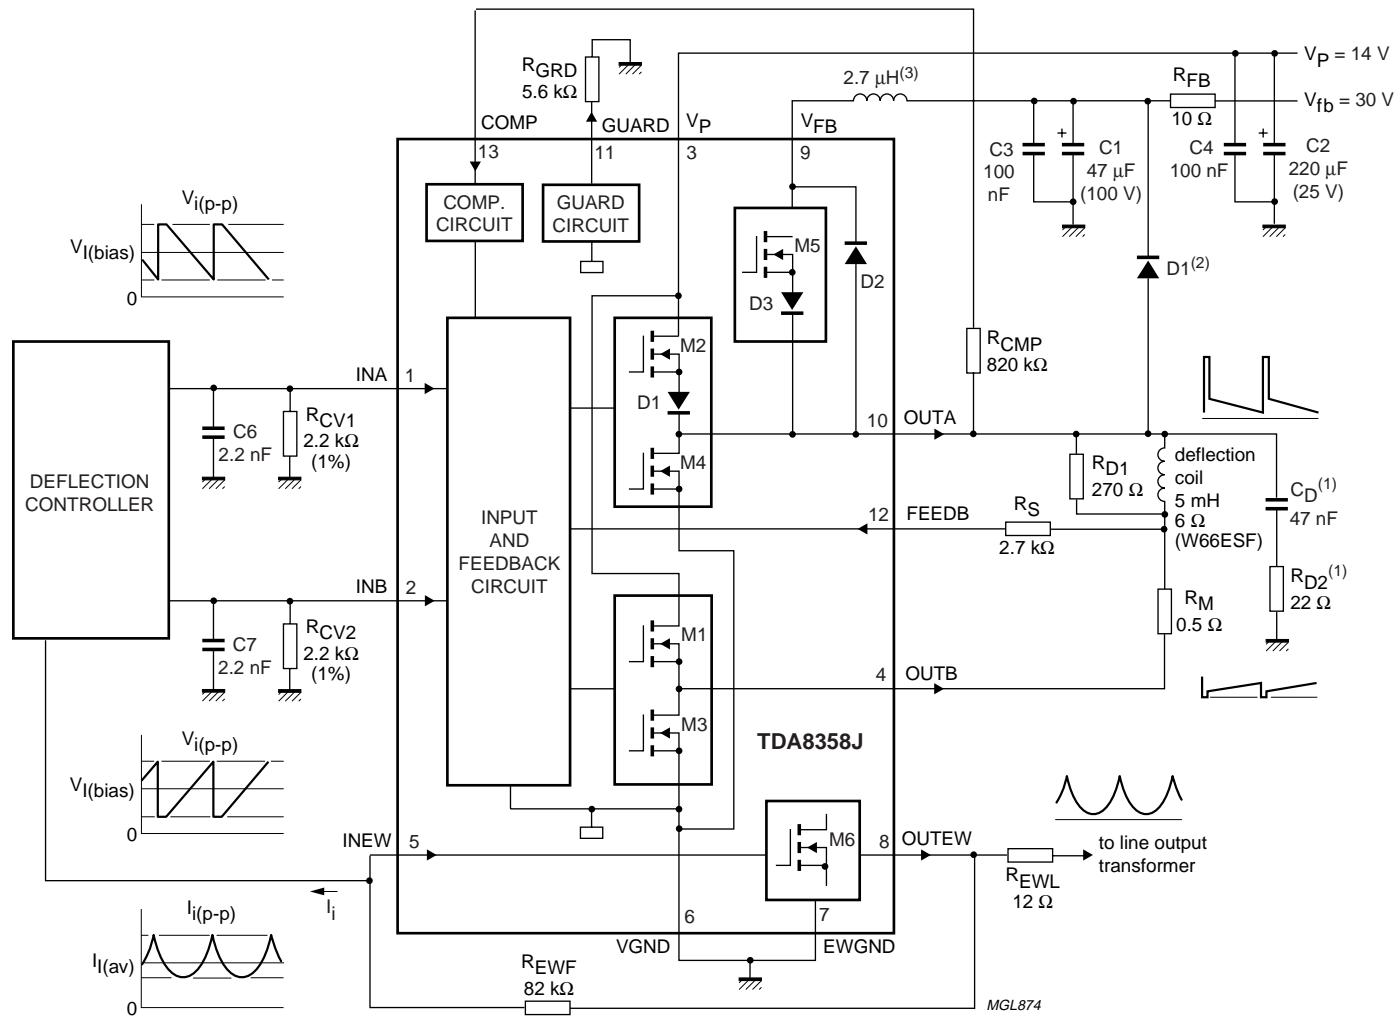 RGRD
5.6 kΩ
2.7 μH(3)
VP = 14 V
RFB
10 Ω
Vfb = 30 V
COMP
13
GUARD
11
VP
3
VFB
9
C3
100
nF
+
C1
47 μF
(100 V)
C4
100 nF
+
C2
220 μF
(25 V)
COMP.
CIRCUIT
GUARD
CIRCUIT
Vi(p-p)
VI(bias)
0
M5
D3
D2
D1(2)
M2
D1
M4
RCMP
820 kΩ
DEFLECTION
CONTROLLER
INA
1
C6
2.2 nF
RCV1
2.2 kΩ
(1%)
10
OUTA
INPUT
AND
FEEDBACK
CIRCUIT
12
FEEDB
RS
2.7 kΩ
RD1
270 Ω
deflection
coil
5 mH
6 Ω
(W66ESF)
CD(1)
47 nF
RD2(1)
22 Ω
RM
0.5 Ω
INB
2
C7
2.2 nF
RCV2
2.2 kΩ
(1%)
M1
M3
4
OUTB
TDA8358J
Vi(p-p)
VI(bias)
0
INEW
5
M6
8
OUTEW
REWL
12 Ω
to line output
transformer
Ii
6
VGND
7
EWGND
Ii(p-p)
II(av)
0
REWF
82 kΩ
MGL874